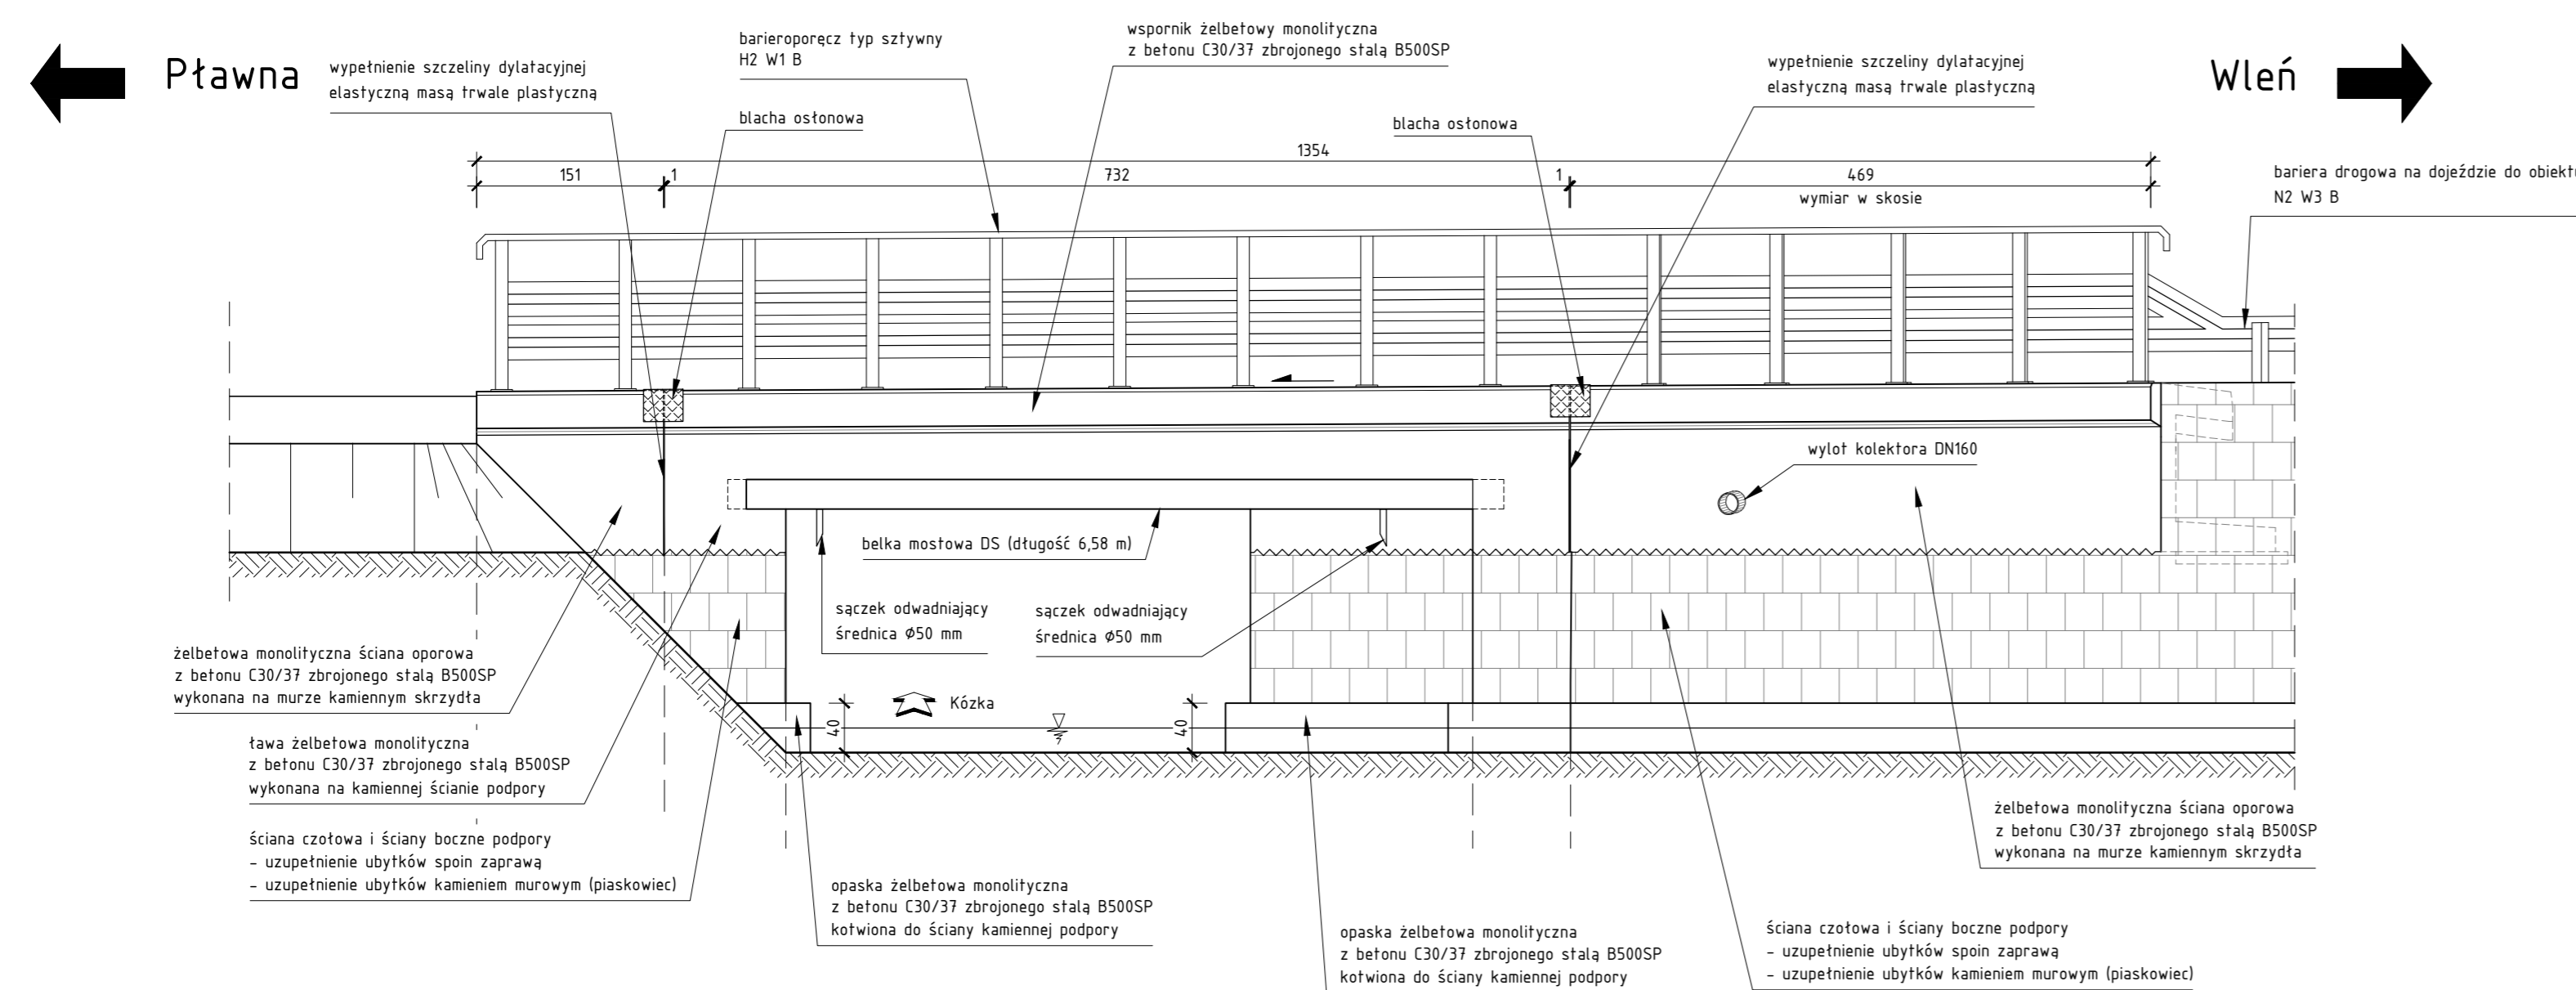 Pławna
wypełnienie szczeliny dylatacyjnej
elastyczną masą trwale plastyczną
barieroporęcz typ sztywny
H2 W1 B
blacha osłonowa
wspornik żelbetowy monolityczna
z betonu C30/37 zbrojonego stalą B500SP
blacha osłonowa
wypełnienie szczeliny dylatacyjnej
elastyczną masą trwale plastyczną
Wleń
bariera drogowa na dojeździe do obiektu
N2 W3 B
1354
151
1
732
1
469
wymiar w skosie
wylot kolektora DN160
belka mostowa DS (długość 6,58 m)
sączek odwadniający
średnica Ø50 mm
sączek odwadniający
średnica Ø50 mm
Kózka
40
40
żelbetowa monolityczna ściana oporowa
z betonu C30/37 zbrojonego stalą B500SP
wykonana na murze kamiennym skrzydła
ława żelbetowa monolityczna
z betonu C30/37 zbrojonego stalą B500SP
wykonana na kamiennej ścianie podpory
ściana czołowa i ściany boczne podpory
- uzupełnienie ubytków spoin zaprawą
- uzupełnienie ubytków kamieniem murowym (piaskowiec)
opaska żelbetowa monolityczna
z betonu C30/37 zbrojonego stalą B500SP
kotwiona do ściany kamiennej podpory
opaska żelbetowa monolityczna
z betonu C30/37 zbrojonego stalą B500SP
kotwiona do ściany kamiennej podpory
ściana czołowa i ściany boczne podpory
- uzupełnienie ubytków spoin zaprawą
- uzupełnienie ubytków kamieniem murowym (piaskowiec)
żelbetowa monolityczna ściana oporowa
z betonu C30/37 zbrojonego stalą B500SP
wykonana na murze kamiennym skrzydła